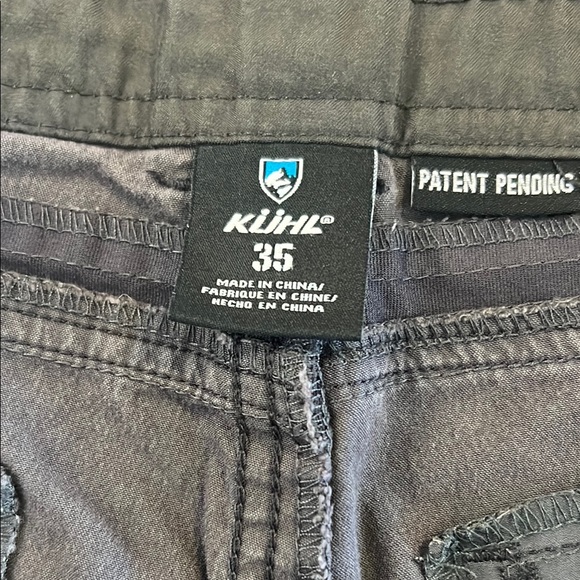 KÜHL®
35
MADE IN CHINA/
FABRIQUE EN CHINE/
HECHO EN CHINA
PATENT PENDING